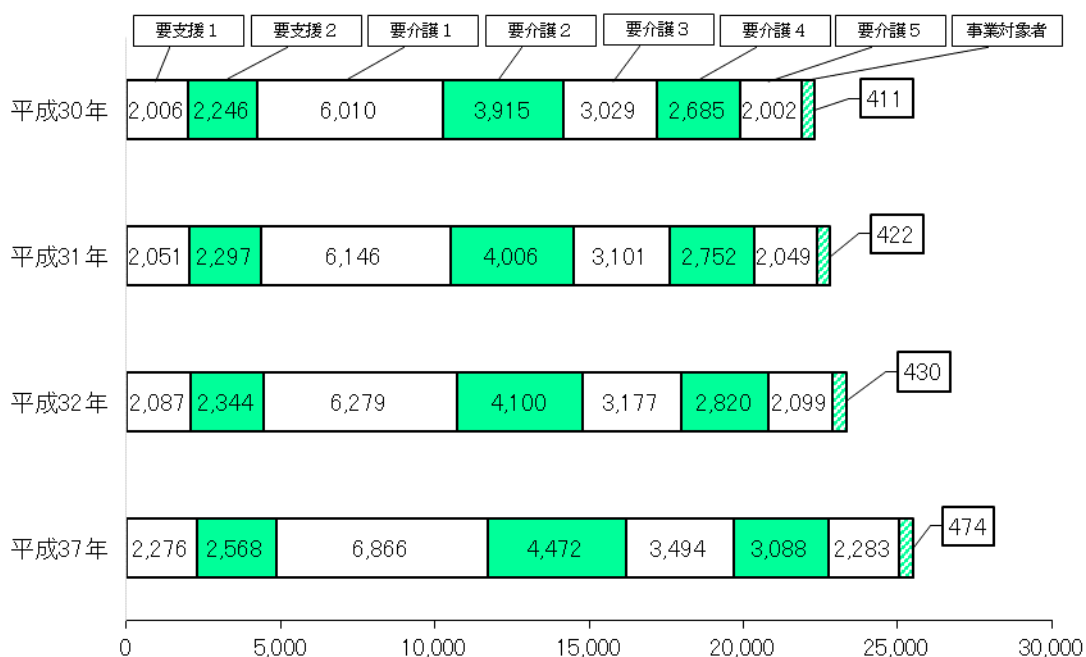 要支援1 要支援2 要介護1 要介護2 要介護3 要介護4 要介護5 事業対象者
平成30年 2,006 2,246 6,010 3,915 3,029 2,685 2,002 411
平成31年 2,051 2,297 6,146 4,006 3,101 2,752 2,049 422
平成32年 2,087 2,344 6,279 4,100 3,177 2,820 2,099 430
平成37年 2,276 2,568 6,866 4,472 3,494 3,088 2,283 474
0 5,000 10,000 15,000 20,000 25,000 30,000